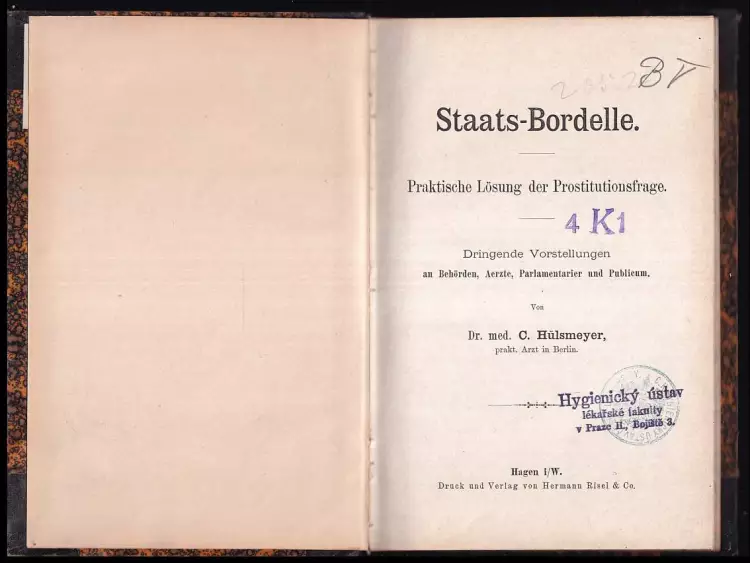 BV
Staats-Bordelle.
Praktische Lösung der Prostitutionsfrage.
4 K1
Dringende Vorstellungen
an Behörden, Aerzte, Parlamentarier und Publicum.
Von
Dr. med. C. Hülsmeyer,
prakt. Arzt in Berlin.
Hygienický ústav
lékařské fakulty
v Praze II., Bojiště 3.
Hagen i/W.
Druck und Verlag von Hermann Risel & Co.